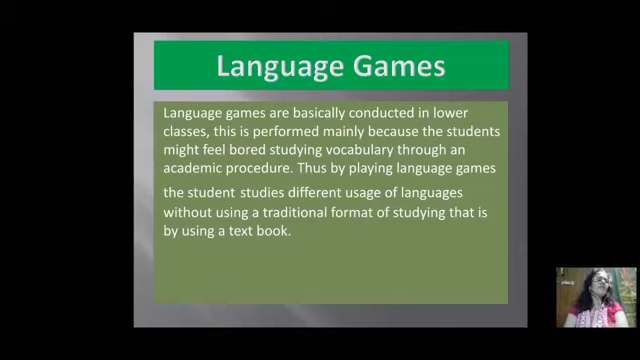 Language Games
Language games are basically conducted in lower
classes, this is performed mainly because the students
might feel bored studying vocabulary through an
academic procedure. Thus by playing language games
the student studies different usage of languages
without using a traditional format of studying that is
by using a text book.